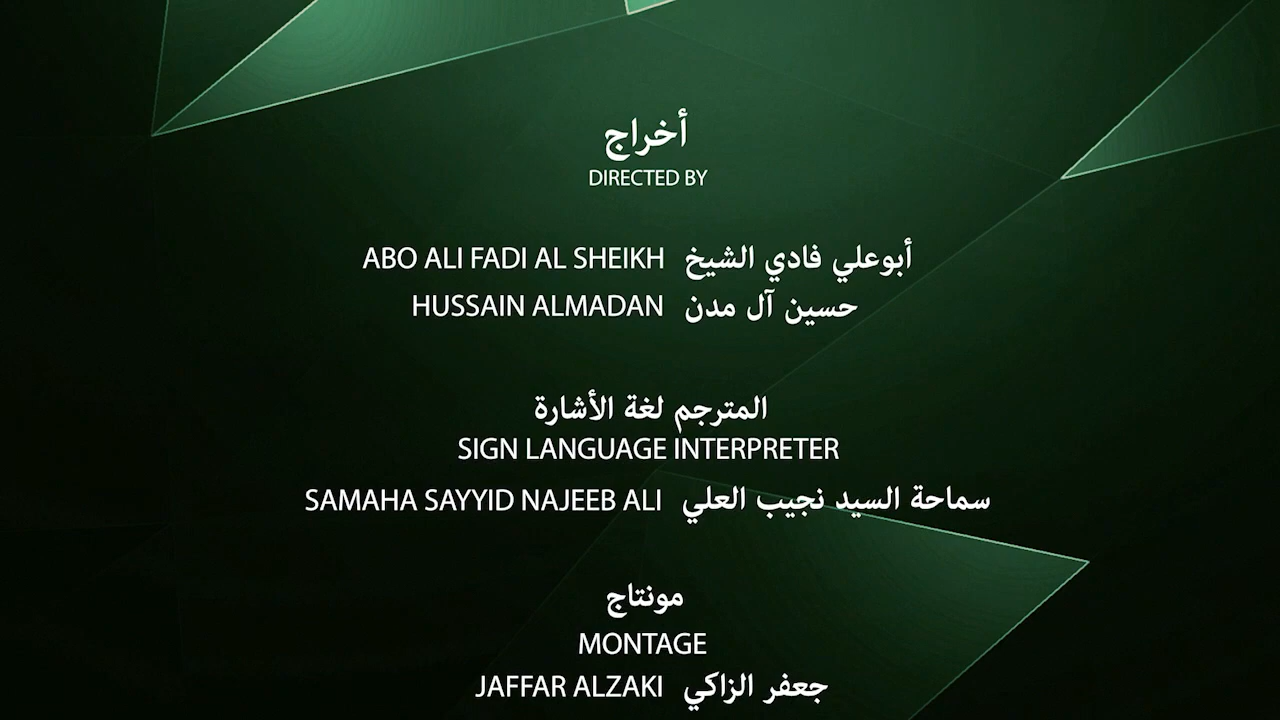 أخراج
DIRECTED BY
ABO ALI FADI AL SHEIKH أبوعلي فادي الشيخ
HUSSAIN ALMADAN حسين آل مدن
المترجم لغة الأشارة
SIGN LANGUAGE INTERPRETER
SAMAHA SAYYID NAJEEB ALI سماحة السيد نجيب العلي
مونتاج
MONTAGE
JAFFAR ALZAKI جعفر الزاكي